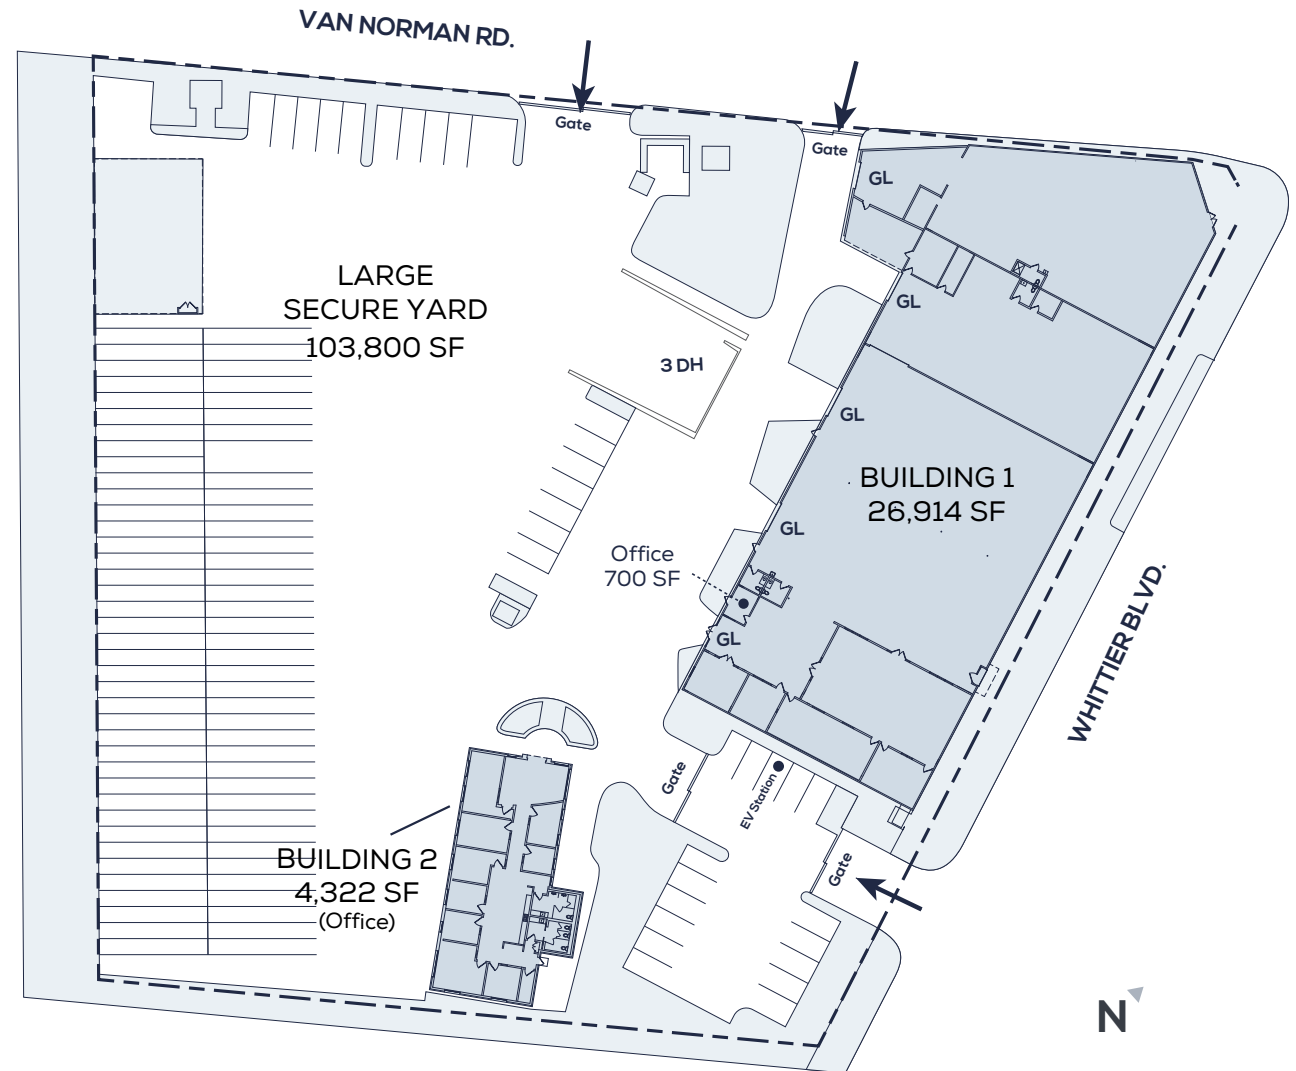 VAN NORMAN RD.
Gate
Gate
GL
LARGE
SECURE YARD
103,800 SF
GL
3 DH
GL
BUILDING 1
26,914 SF
GL
Office
700 SF
GL
WHITTIER BLVD.
Gate
EV Station
BUILDING 2
4,322 SF
(Office)
Gate
N